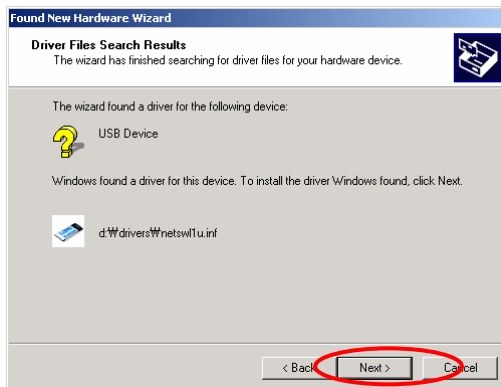 Found New Hardware Wizard
Driver Files Search Results
The wizard has finished searching for driver files for your hardware device.
The wizard found a driver for the following device:
USB Device
Windows found a driver for this device. To install the driver Windows found, click Next.
d:₩drivers₩netswl1u.inf
< Back
Next >
Cancel